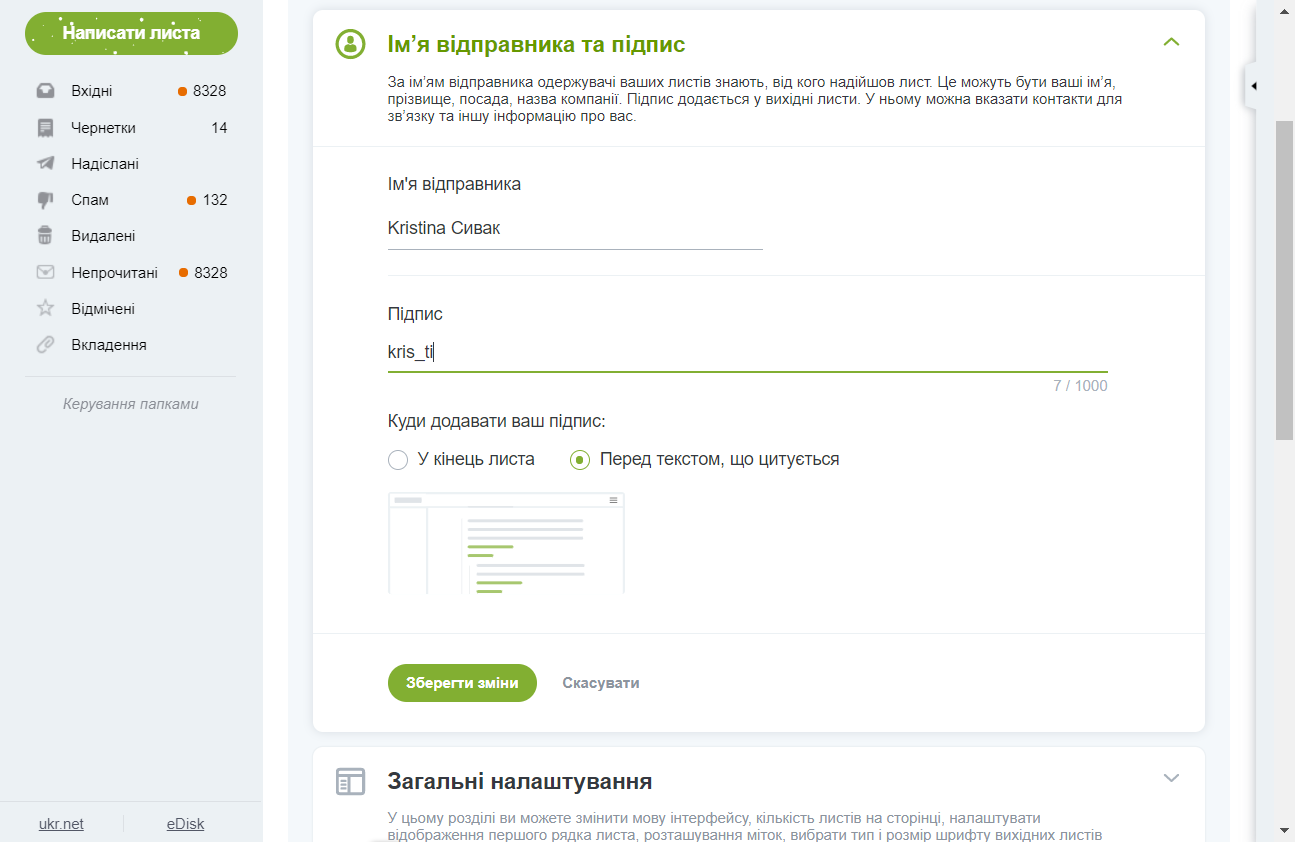 Написати листа
Вхідні 8328
Чернетки 14
Надіслані
Спам 132
Видалені
Непрочитані 8328
Відмічені
Вкладення
Керування папками
ukr.net eDisk
Ім’я відправника та підпис
За ім’ям відправника одержувачі ваших листів знають, від кого надійшов лист. Це можуть бути ваші ім’я,
прізвище, посада, назва компанії. Підпис додається у вихідні листи. У ньому можна вказати контакти для
зв’язку та іншу інформацію про вас.
Ім'я відправника
Kristina Сивак
Підпис
kris_ti
7 / 1000
Куди додавати ваш підпис:
У кінець листа Перед текстом, що цитується
Зберегти зміни Скасувати
Загальні налаштування
У цьому розділі ви можете змінити мову інтерфейсу, кількість листів на сторінці, налаштувати
відображення першого рядка листа, розташування міток, вибрати тип і розмір шрифту вихідних листів